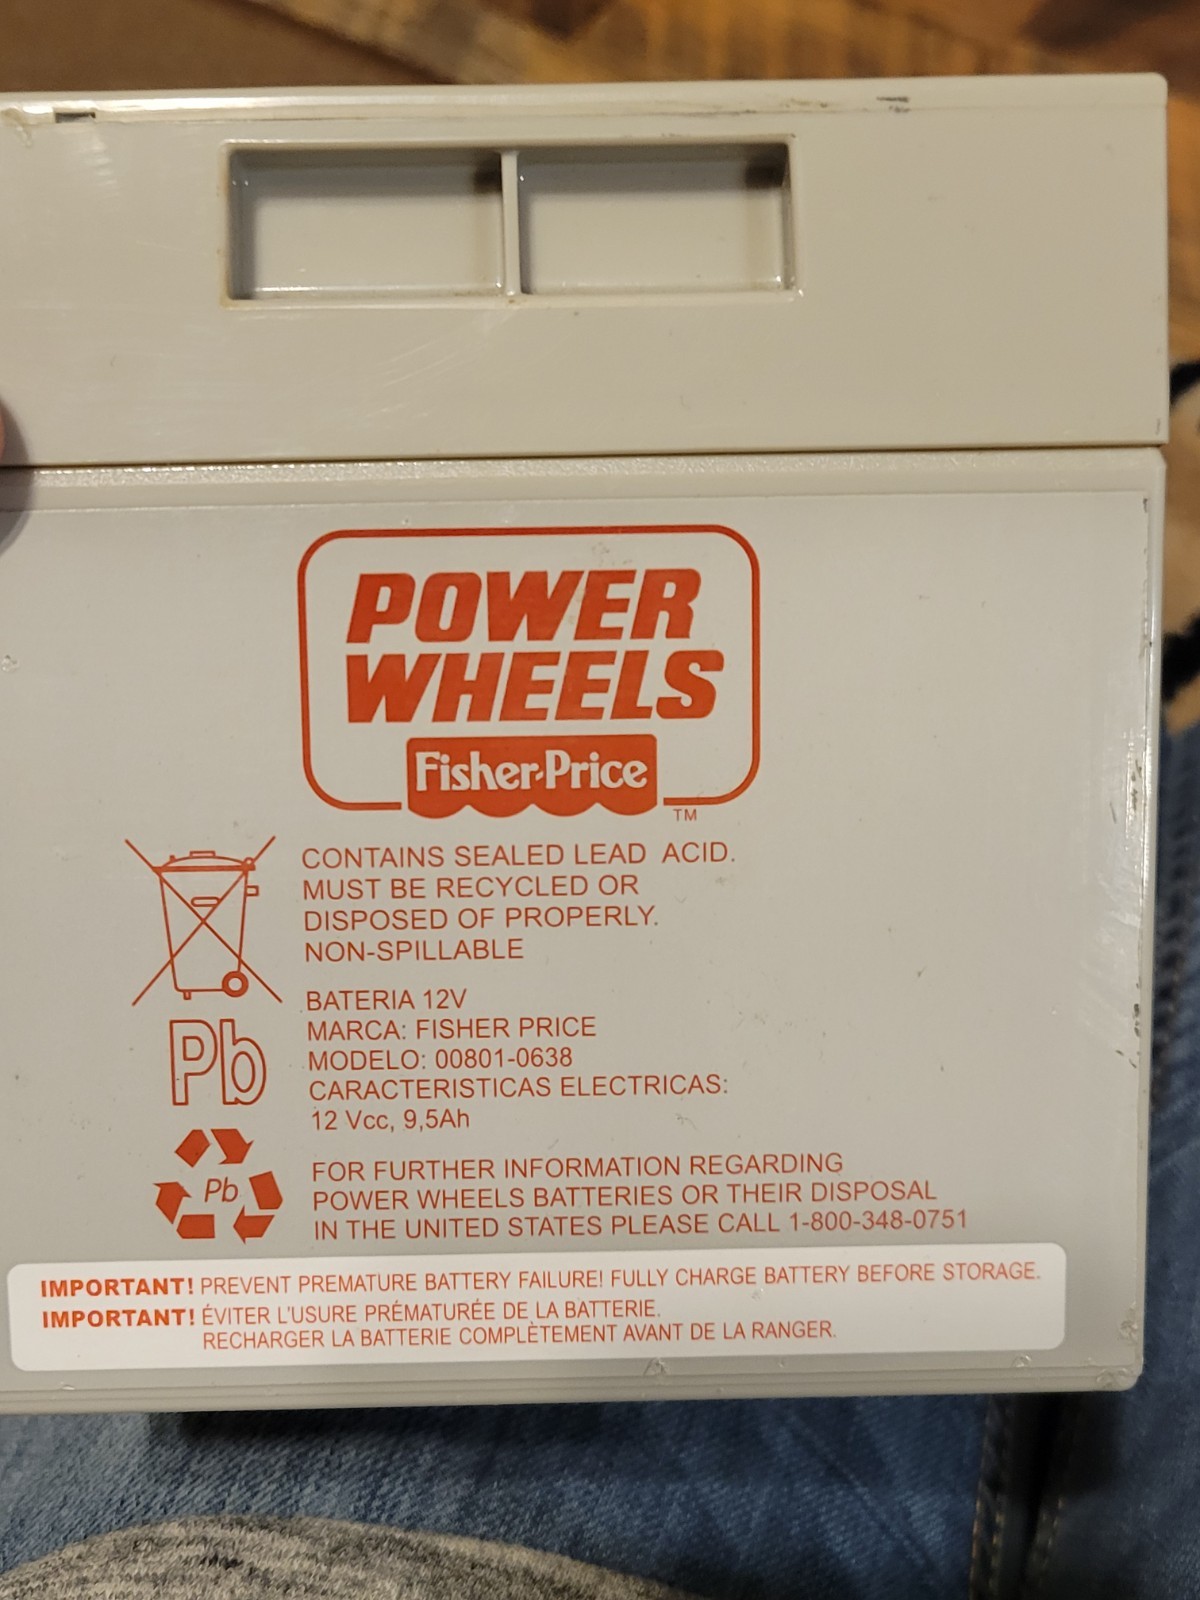 POWER
WHEELS
Fisher-Price
TM
CONTAINS SEALED LEAD ACID.
MUST BE RECYCLED OR
DISPOSED OF PROPERLY.
NON-SPILLABLE
BATERIA 12V
MARCA: FISHER PRICE
MODELO: 00801-0638
CARACTERISTICAS ELECTRICAS:
12 Vcc, 9,5Ah
Pb
Pb
FOR FURTHER INFORMATION REGARDING
POWER WHEELS BATTERIES OR THEIR DISPOSAL
IN THE UNITED STATES PLEASE CALL 1-800-348-0751
IMPORTANT! PREVENT PREMATURE BATTERY FAILURE! FULLY CHARGE BATTERY BEFORE STORAGE.
IMPORTANT! ÉVITER L'USURE PRÉMATURÉE DE LA BATTERIE.
RECHARGER LA BATTERIE COMPLÈTEMENT AVANT DE LA RANGER.